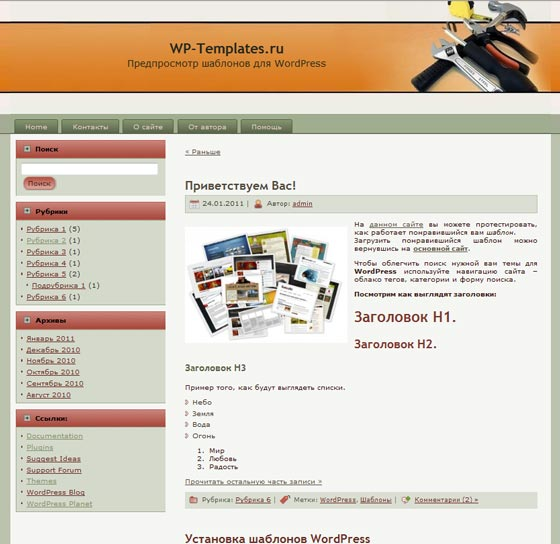 WP-Templates.ru
Предпросмотр шаблонов для WordPress
Home
Контакты
О сайте
От автора
Помощь
Поиск
Поиск
Рубрики
Рубрика 1 (5)
Рубрика 2 (1)
Рубрика 3 (1)
Рубрика 4 (1)
Рубрика 5 (2)
Подрубрика 1 (1)
Рубрика 6 (1)
Архивы
Январь 2011
Декабрь 2010
Ноябрь 2010
Октябрь 2010
Сентябрь 2010
Август 2010
Ссылки:
Documentation
Plugins
Suggest Ideas
Support Forum
Themes
WordPress Blog
WordPress Planet
< Раньше
Приветствуем Вас!
24.01.2011 | Автор: admin
На данном сайте вы можете протестировать,
как работает понравившийся вам шаблон.
Загрузить понравившийся шаблон можно
вернувшись на основной сайт.
Чтобы облегчить поиск нужной вам темы для
WordPress используйте навигацию сайта –
облако тегов, категории и форму поиска.
Посмотрим как выглядят заголовки:
Заголовок H1.
Заголовок H2.
Заголовок H3
Пример того, как будут выглядеть списки.
Небо
Земля
Вода
Огонь
1. Мир
2. Любовь
3. Радость
Прочитать остальную часть записи »
Рубрика: Рубрика 6 | Метки: WordPress, Шаблоны | Комментарии (2) »
Установка шаблонов WordPress